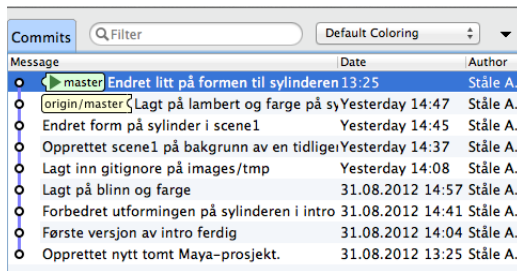 Commits Filter Default Coloring
Message Date Author
master Endret litt på formen til sylinderen 13:25 Ståle A.
origin/master Lagt på lambert og farge på sy Yesterday 14:47 Ståle A.
Endret form på sylinder i scene1 Yesterday 14:45 Ståle A.
Opprettet scene1 på bakgrunn av en tidliger Yesterday 14:37 Ståle A.
Lagt inn gitignore på images/tmp Yesterday 14:08 Ståle A.
Lagt på blinn og farge 31.08.2012 14:57 Ståle A.
Forbedret utformingen på sylinderen i intro 31.08.2012 14:41 Ståle A.
Første versjon av intro ferdig 31.08.2012 14:04 Ståle A.
Opprettet nytt tomt Maya-prosjekt. 31.08.2012 13:25 Ståle A.